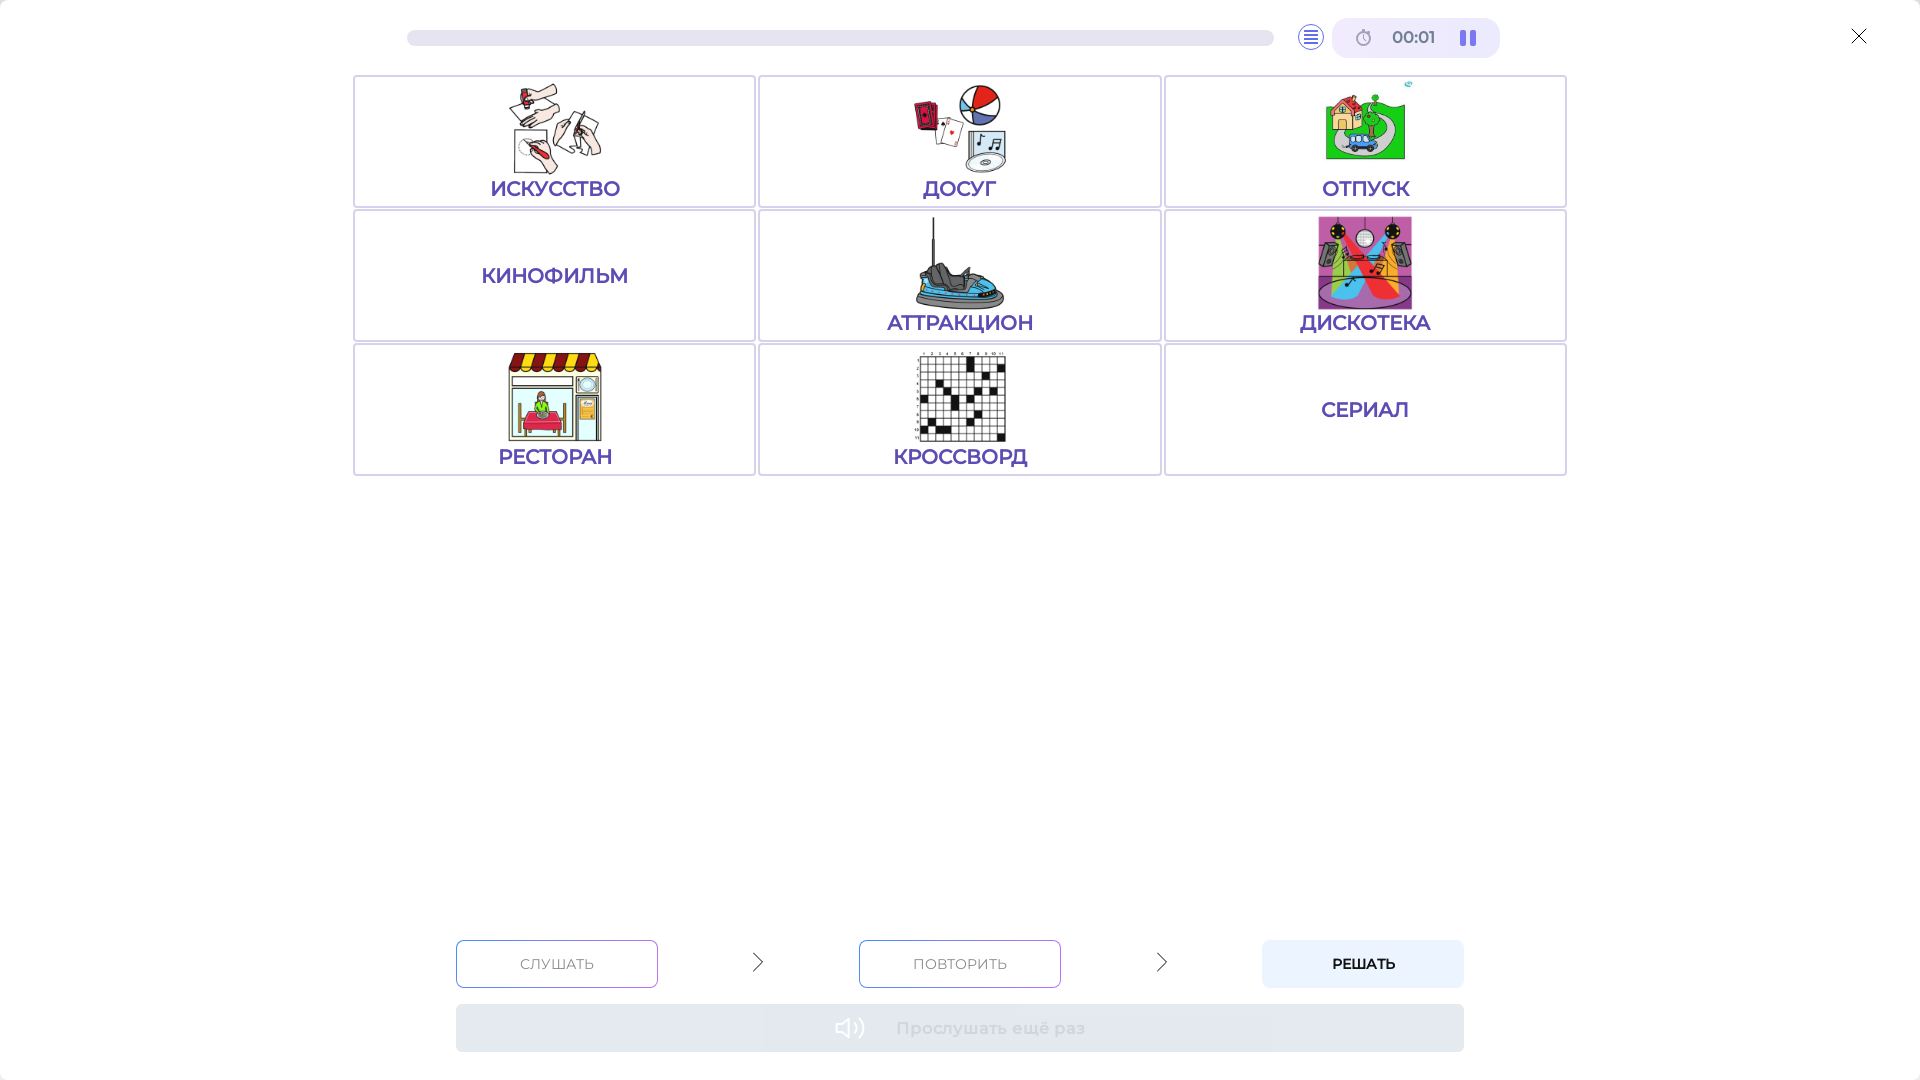 00:01
ИСКУССТВО
ДОСУГ
ОТПУСК
КИНОФИЛЬМ
АТТРАКЦИОН
ДИСКОТЕКА
РЕСТОРАН
КРОССВОРД
СЕРИАЛ
СЛУШАТЬ
ПОВТОРИТЬ
РЕШАТЬ
Прослушать ещё раз